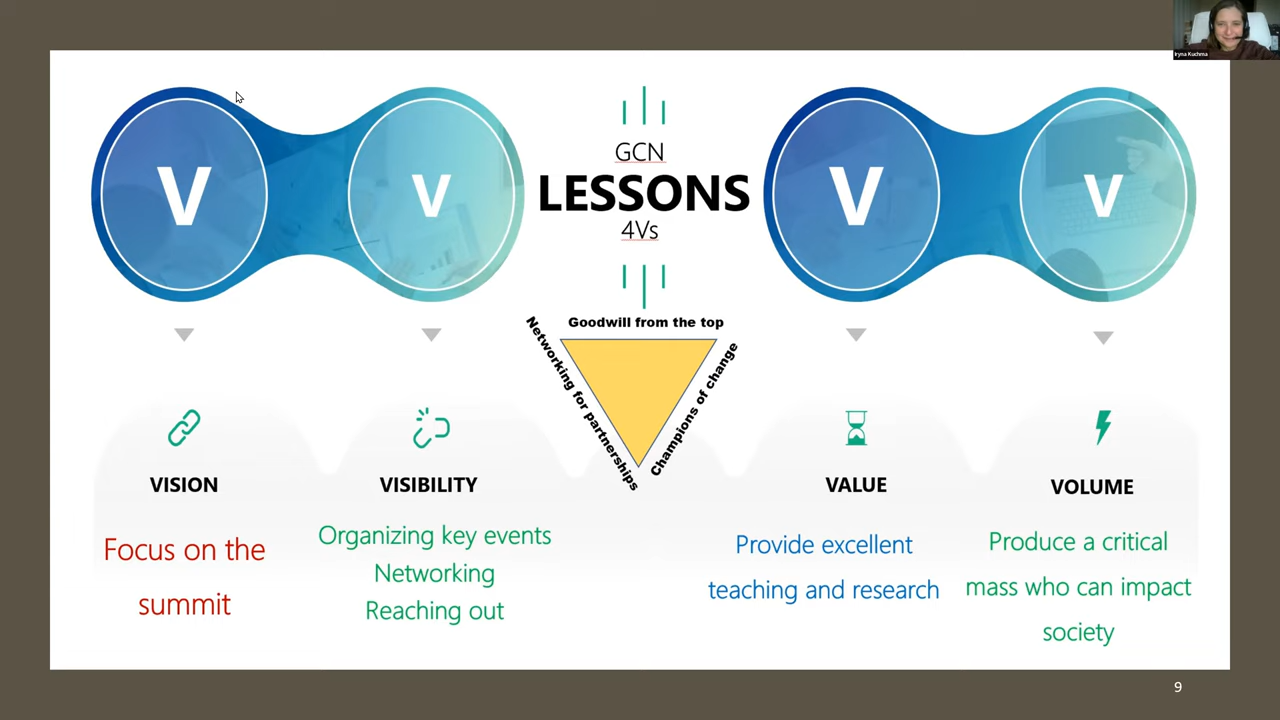 Iryna Kuchma
V
V
GCN
LESSONS
4Vs
V
V
Goodwill from the top
Networking for partnerships
Champions of change
VISION
Focus on the
summit
VISIBILITY
Organizing key events
Networking
Reaching out
VALUE
Provide excellent
teaching and research
VOLUME
Produce a critical
mass who can impact
society
9